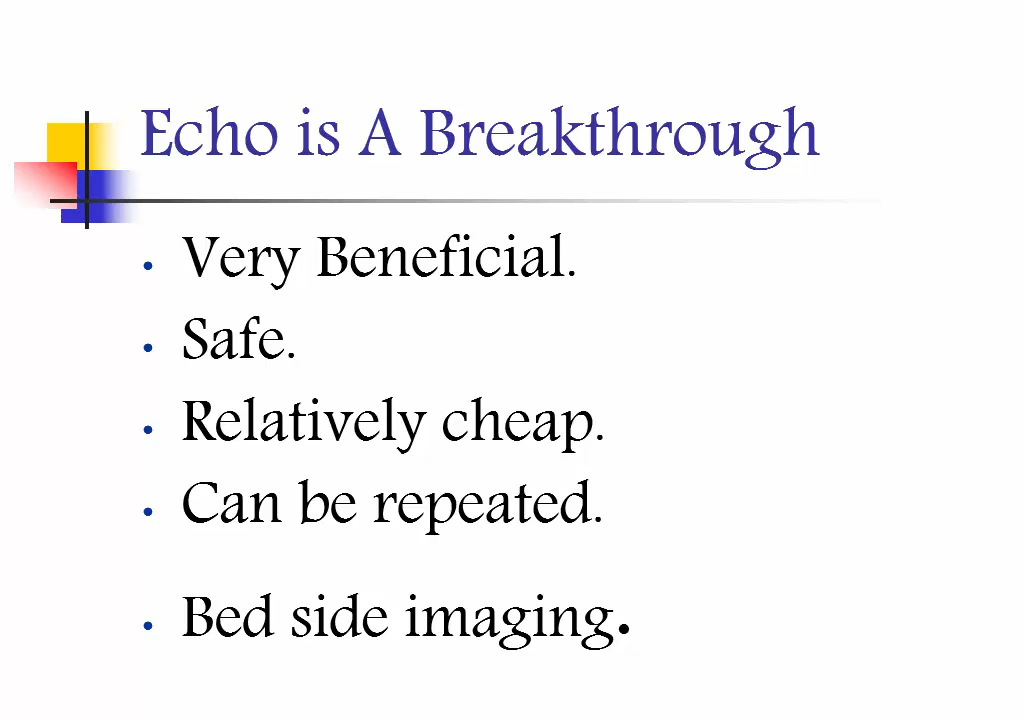 Echo is A Breakthrough
• Very Beneficial.
• Safe.
• Relatively cheap.
• Can be repeated.
• Bed side imaging.